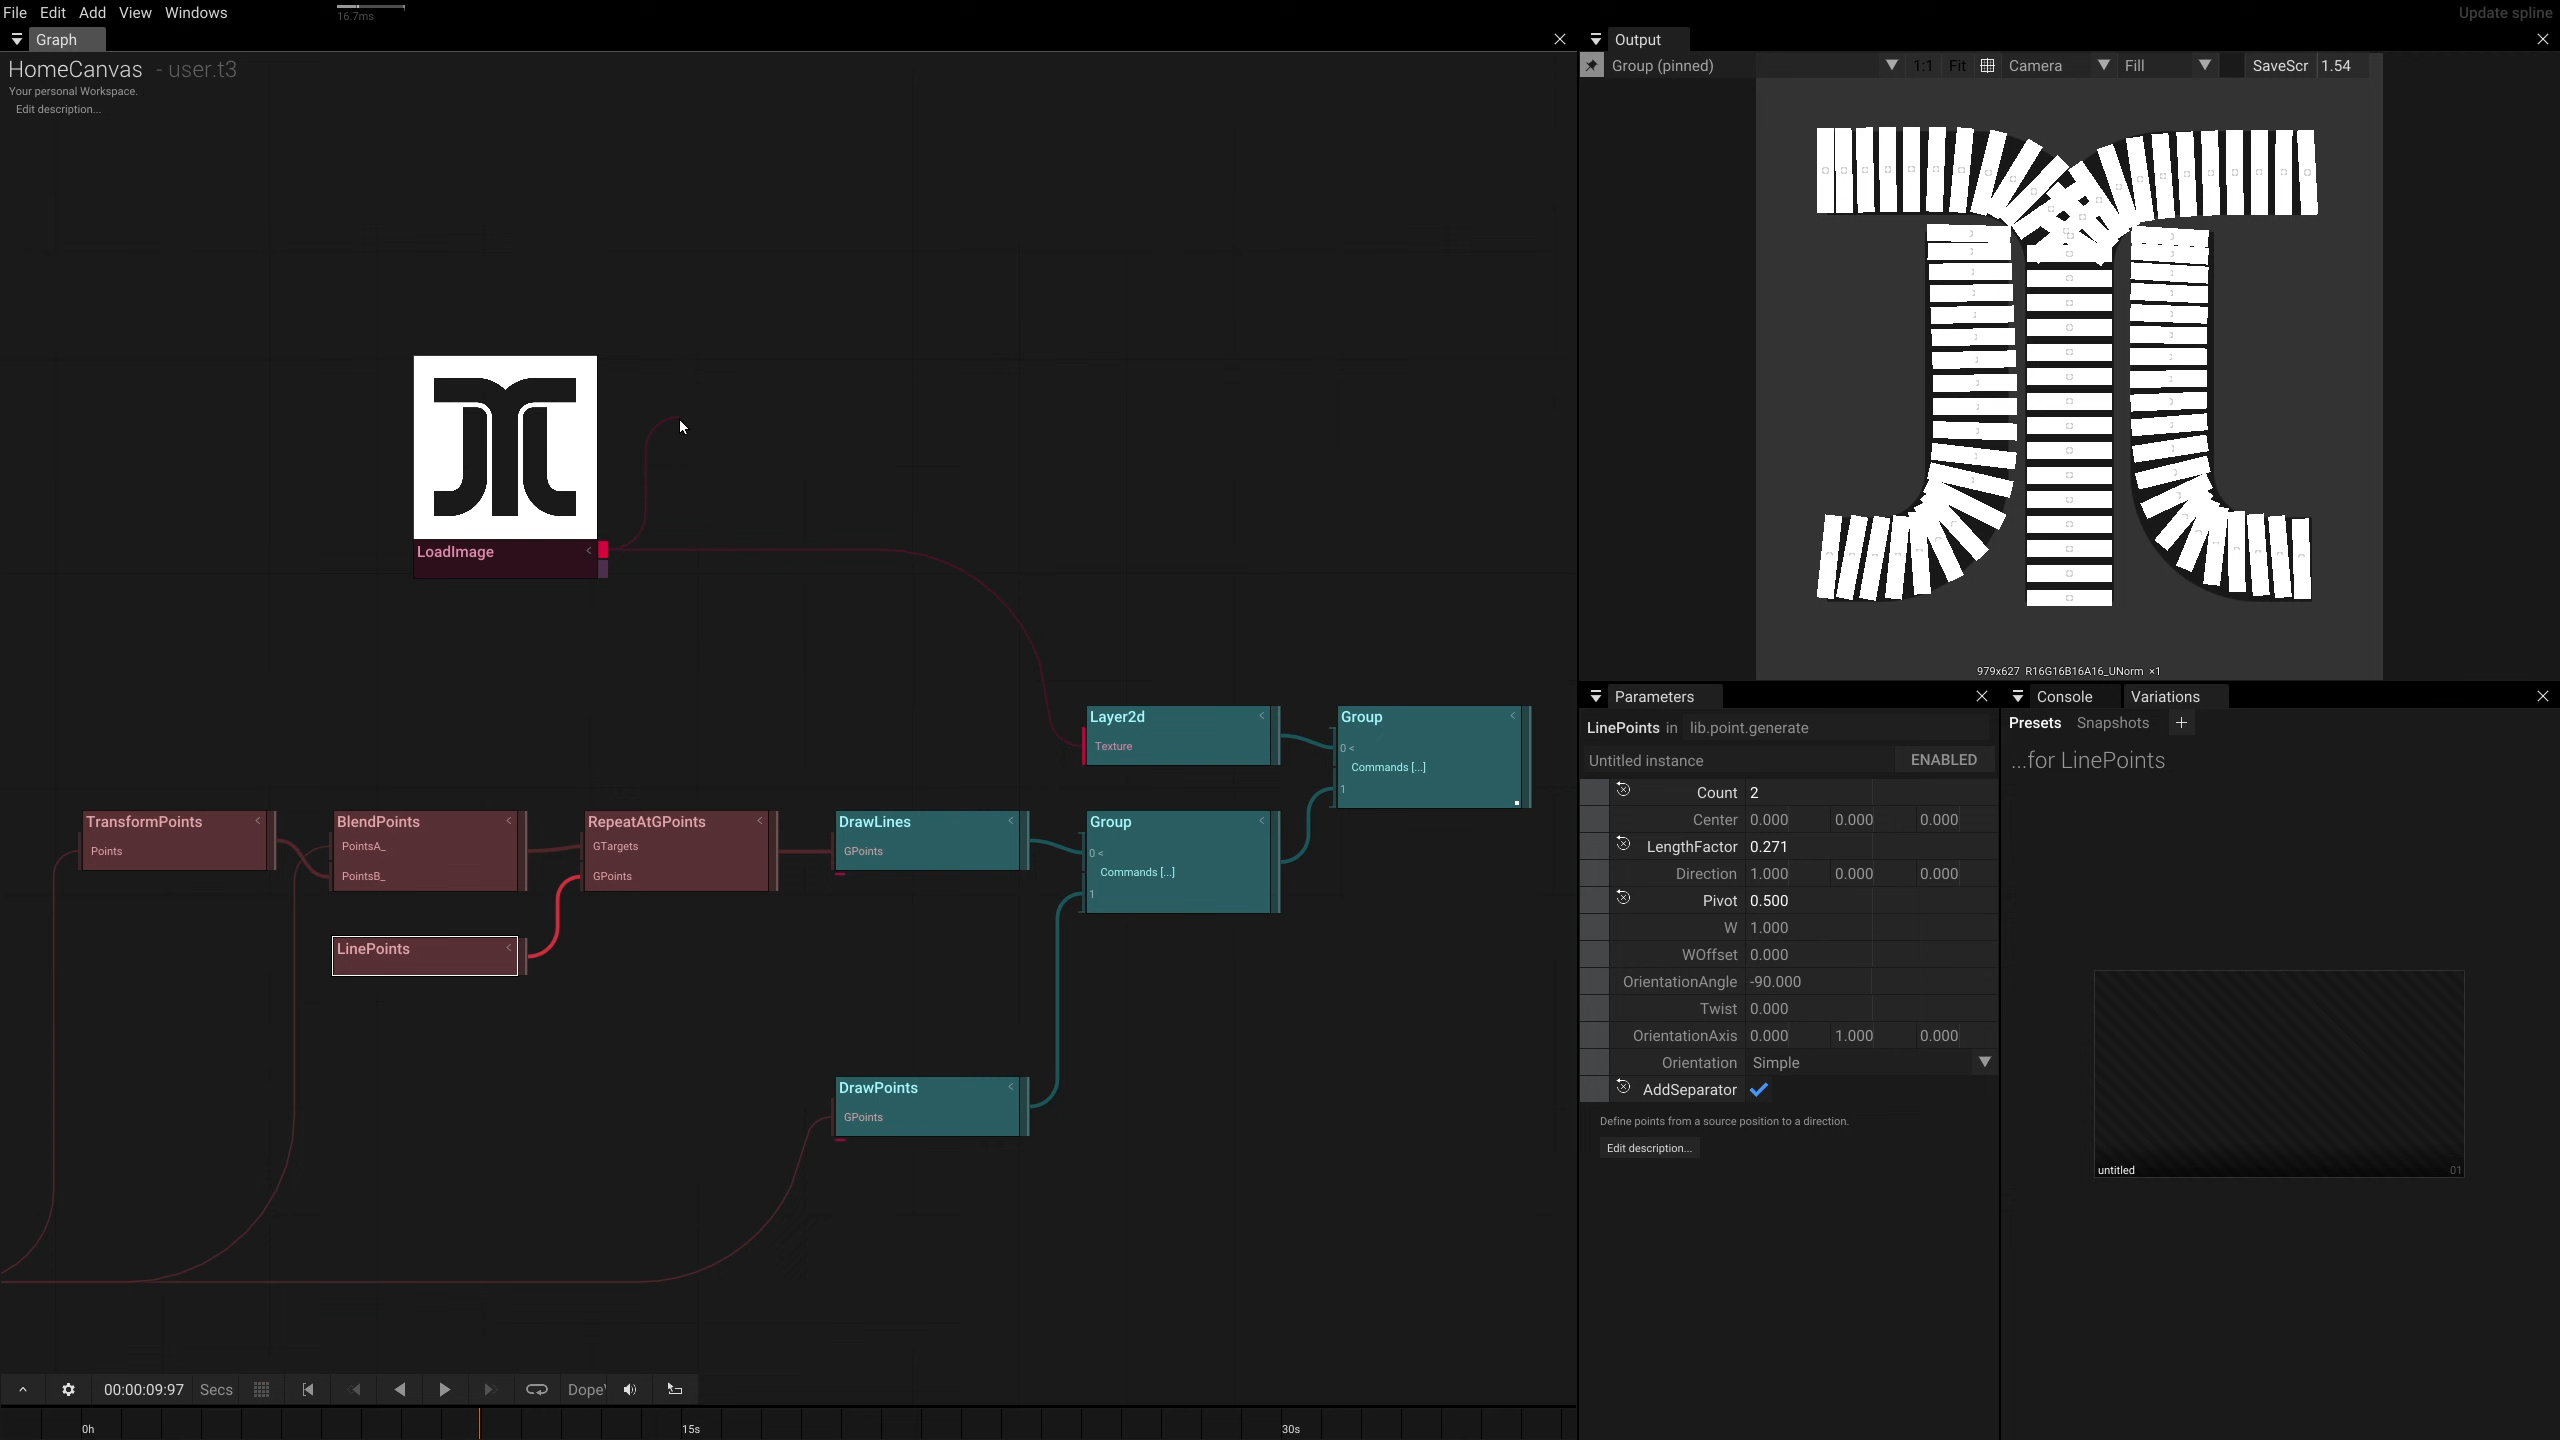 File Edit Add View Windows
16.7ms
Update spline
Graph
HomeCanvas - user.t3
Your personal Workspace.
Edit description...
LoadImage <
Layer2d <
Texture
Group <
0 <
Commands [...]
1
TransformPoints <
Points
BlendPoints <
PointsA_
PointsB_
RepeatAtGPoints <
GTargets
GPoints
DrawLines <
GPoints
Group <
0 <
Commands [...]
1
LinePoints <
DrawPoints <
GPoints
00:00:09:97 Secs
Dope
0h 15s 30s
Output
Group (pinned) 1:1 Fit Camera Fill SaveScr 1.54
979x627 R16G16B16A16_UNorm ×1
Parameters
LinePoints in lib.point.generate
Untitled instance ENABLED
Count 2
Center 0.000 0.000 0.000
LengthFactor 0.271
Direction 1.000 0.000 0.000
Pivot 0.500
W 1.000
WOffset 0.000
OrientationAngle -90.000
Twist 0.000
OrientationAxis 0.000 1.000 0.000
Orientation Simple
AddSeparator
Define points from a source position to a direction.
Edit description...
Console Variations
Presets Snapshots +
...for LinePoints
untitled 01